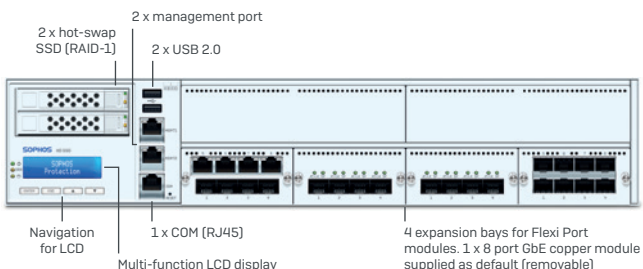 2 x management port
2 x hot-swap
SSD (RAID-1)
2 x USB 2.0
SOPHOS
SOPHOS
Protection
Navigation
for LCD
1 x COM (RJ45)
Multi-function LCD display
4 expansion bays for Flexi Port
modules. 1 x 8 port GbE copper module
supplied as default (removable)